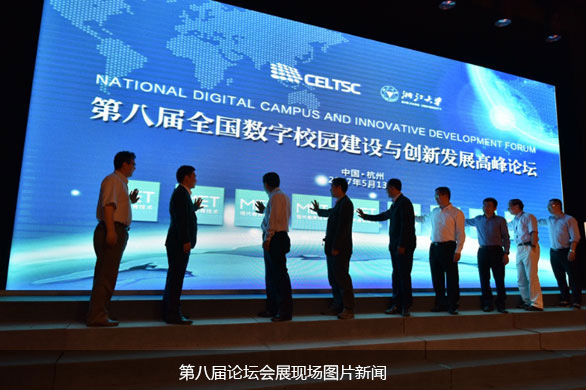 CELTSC 浙江大学
NATIONAL DIGITAL CAMPUS AND INNOVATIVE DEVELOPMENT FORUM
第八届全国数字校园建设与创新发展高峰论坛
中国·杭州
第八届论坛会展现场图片新闻